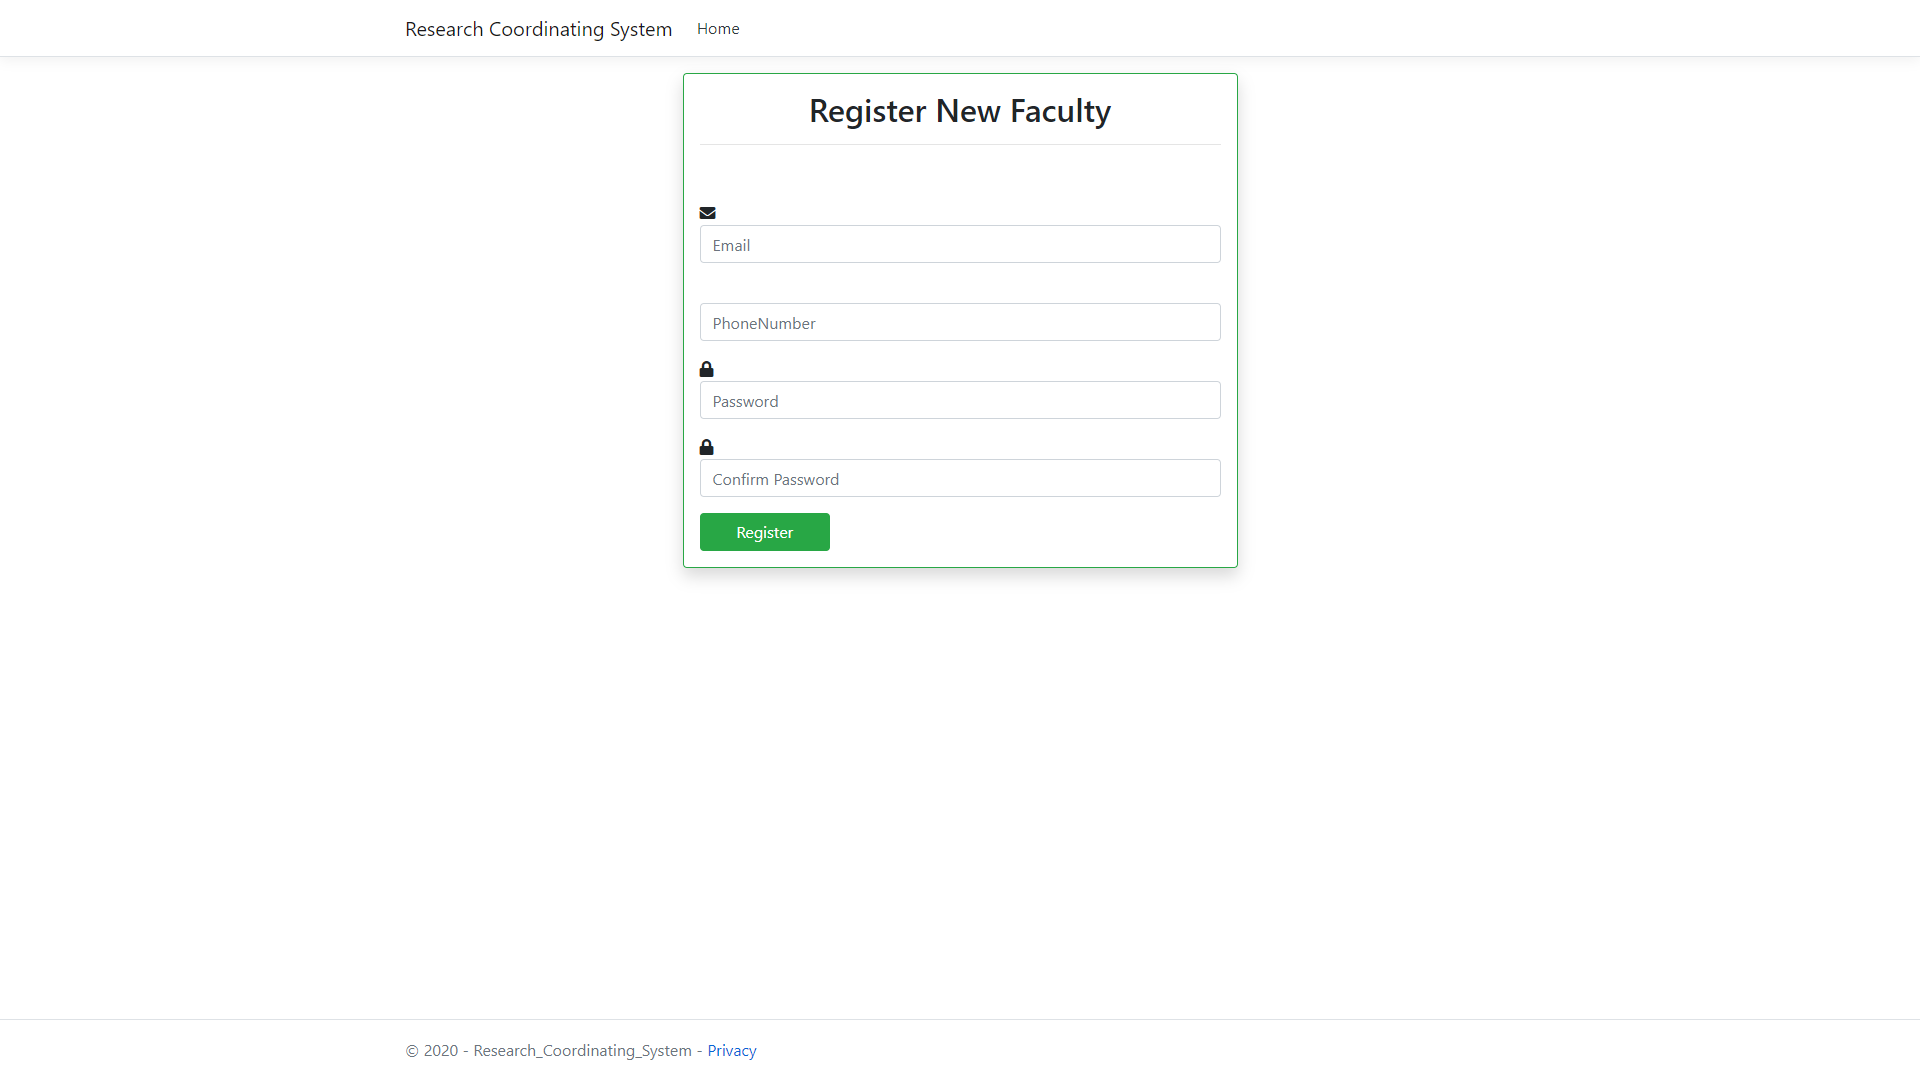 Research Coordinating System Home
Register New Faculty
Email
PhoneNumber
Password
Confirm Password
Register
© 2020 - Research_Coordinating_System - Privacy